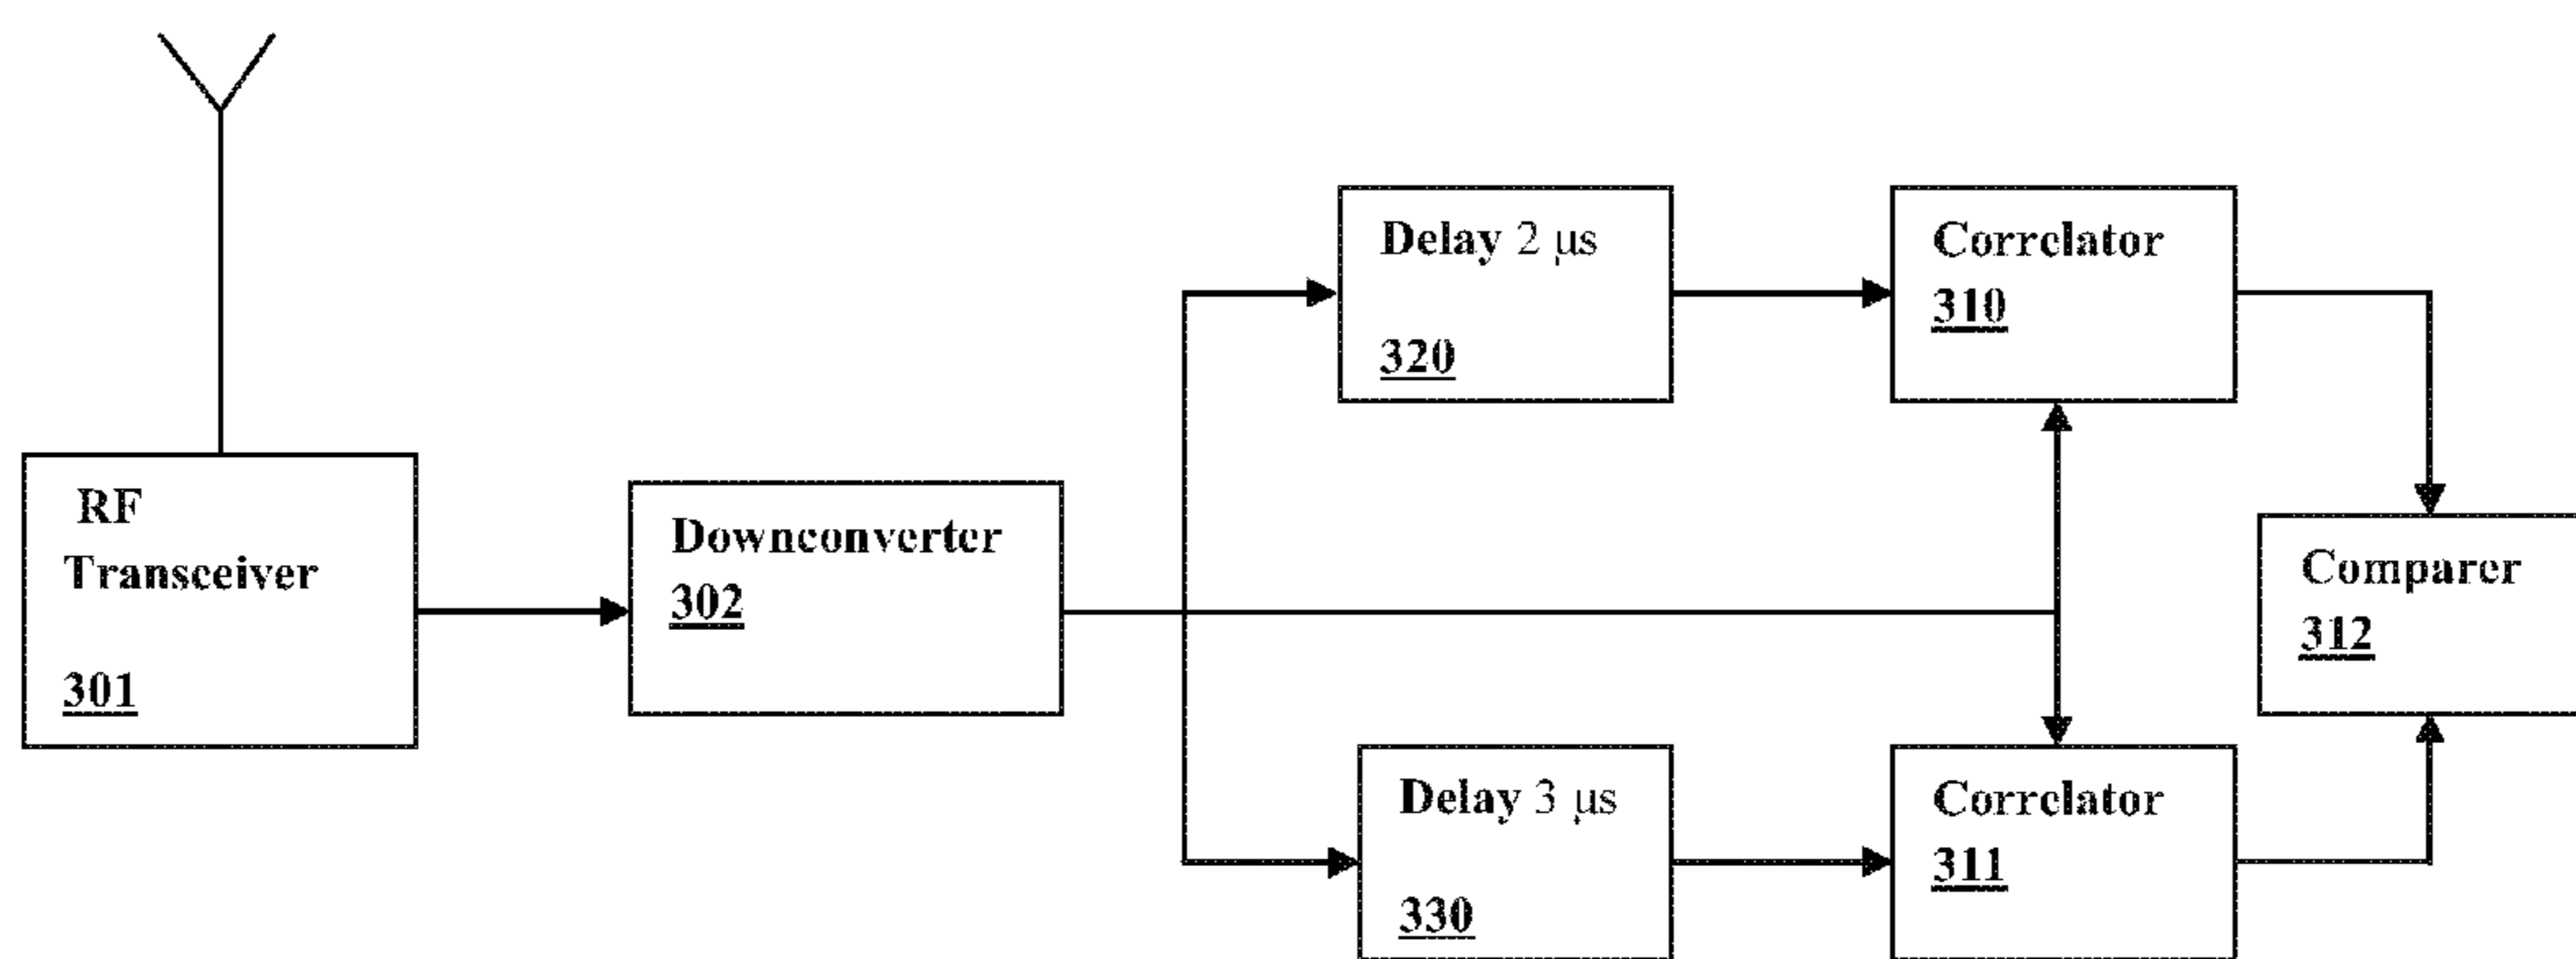 RF
Transceiver
301
Downconverter
302
Delay 2 μs
320
Correlator
310
Delay 3 μs
330
Correlator
311
Comparer
312